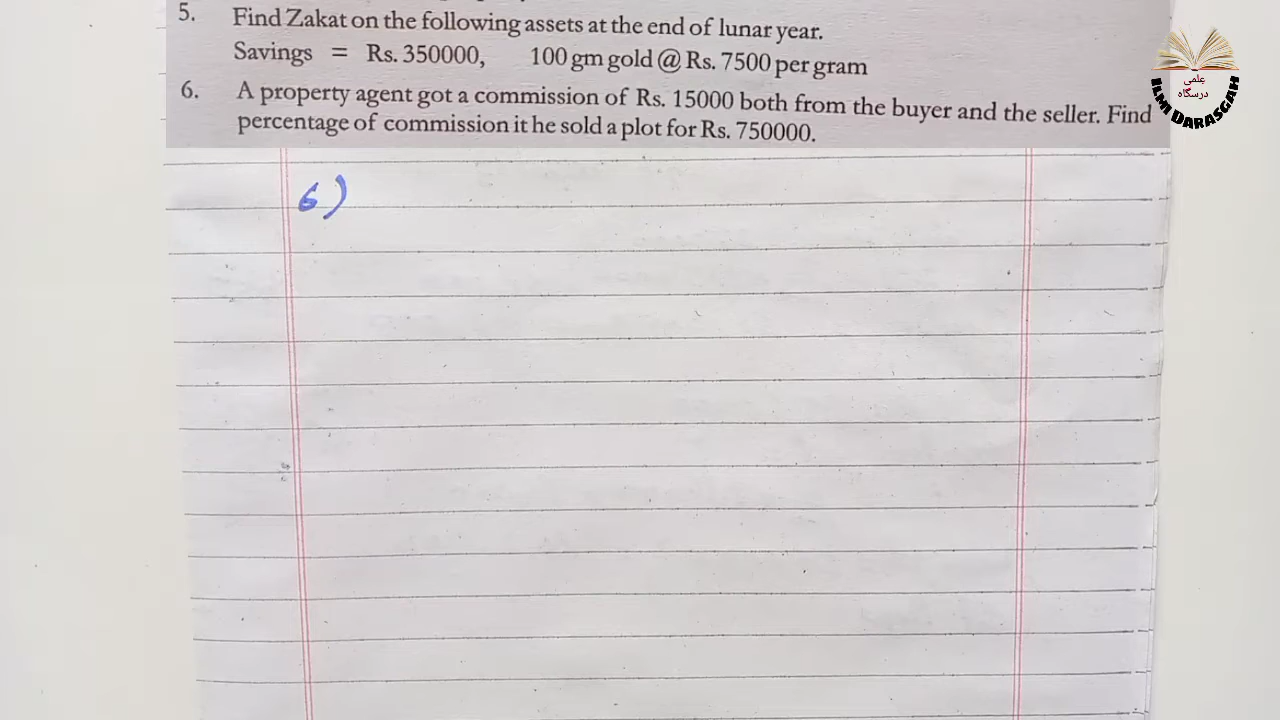 5. Find Zakat on the following assets at the end of lunar year.
Savings = Rs. 350000, 100 gm gold @ Rs. 7500 per gram
6. A property agent got a commission of Rs. 15000 both from the buyer and the seller. Find
percentage of commission it he sold a plot for Rs. 750000.
علمی
درسگاہ
ILMI DARASGAH
6)